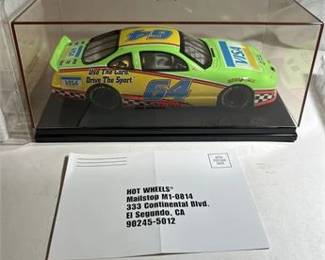 VISA
64
Use The Card.
Drive The Sport.
VISA
64
HOT WHEELS®
Mailstop M1-0814
333 Continental Blvd.
El Segundo, CA
90245-5012